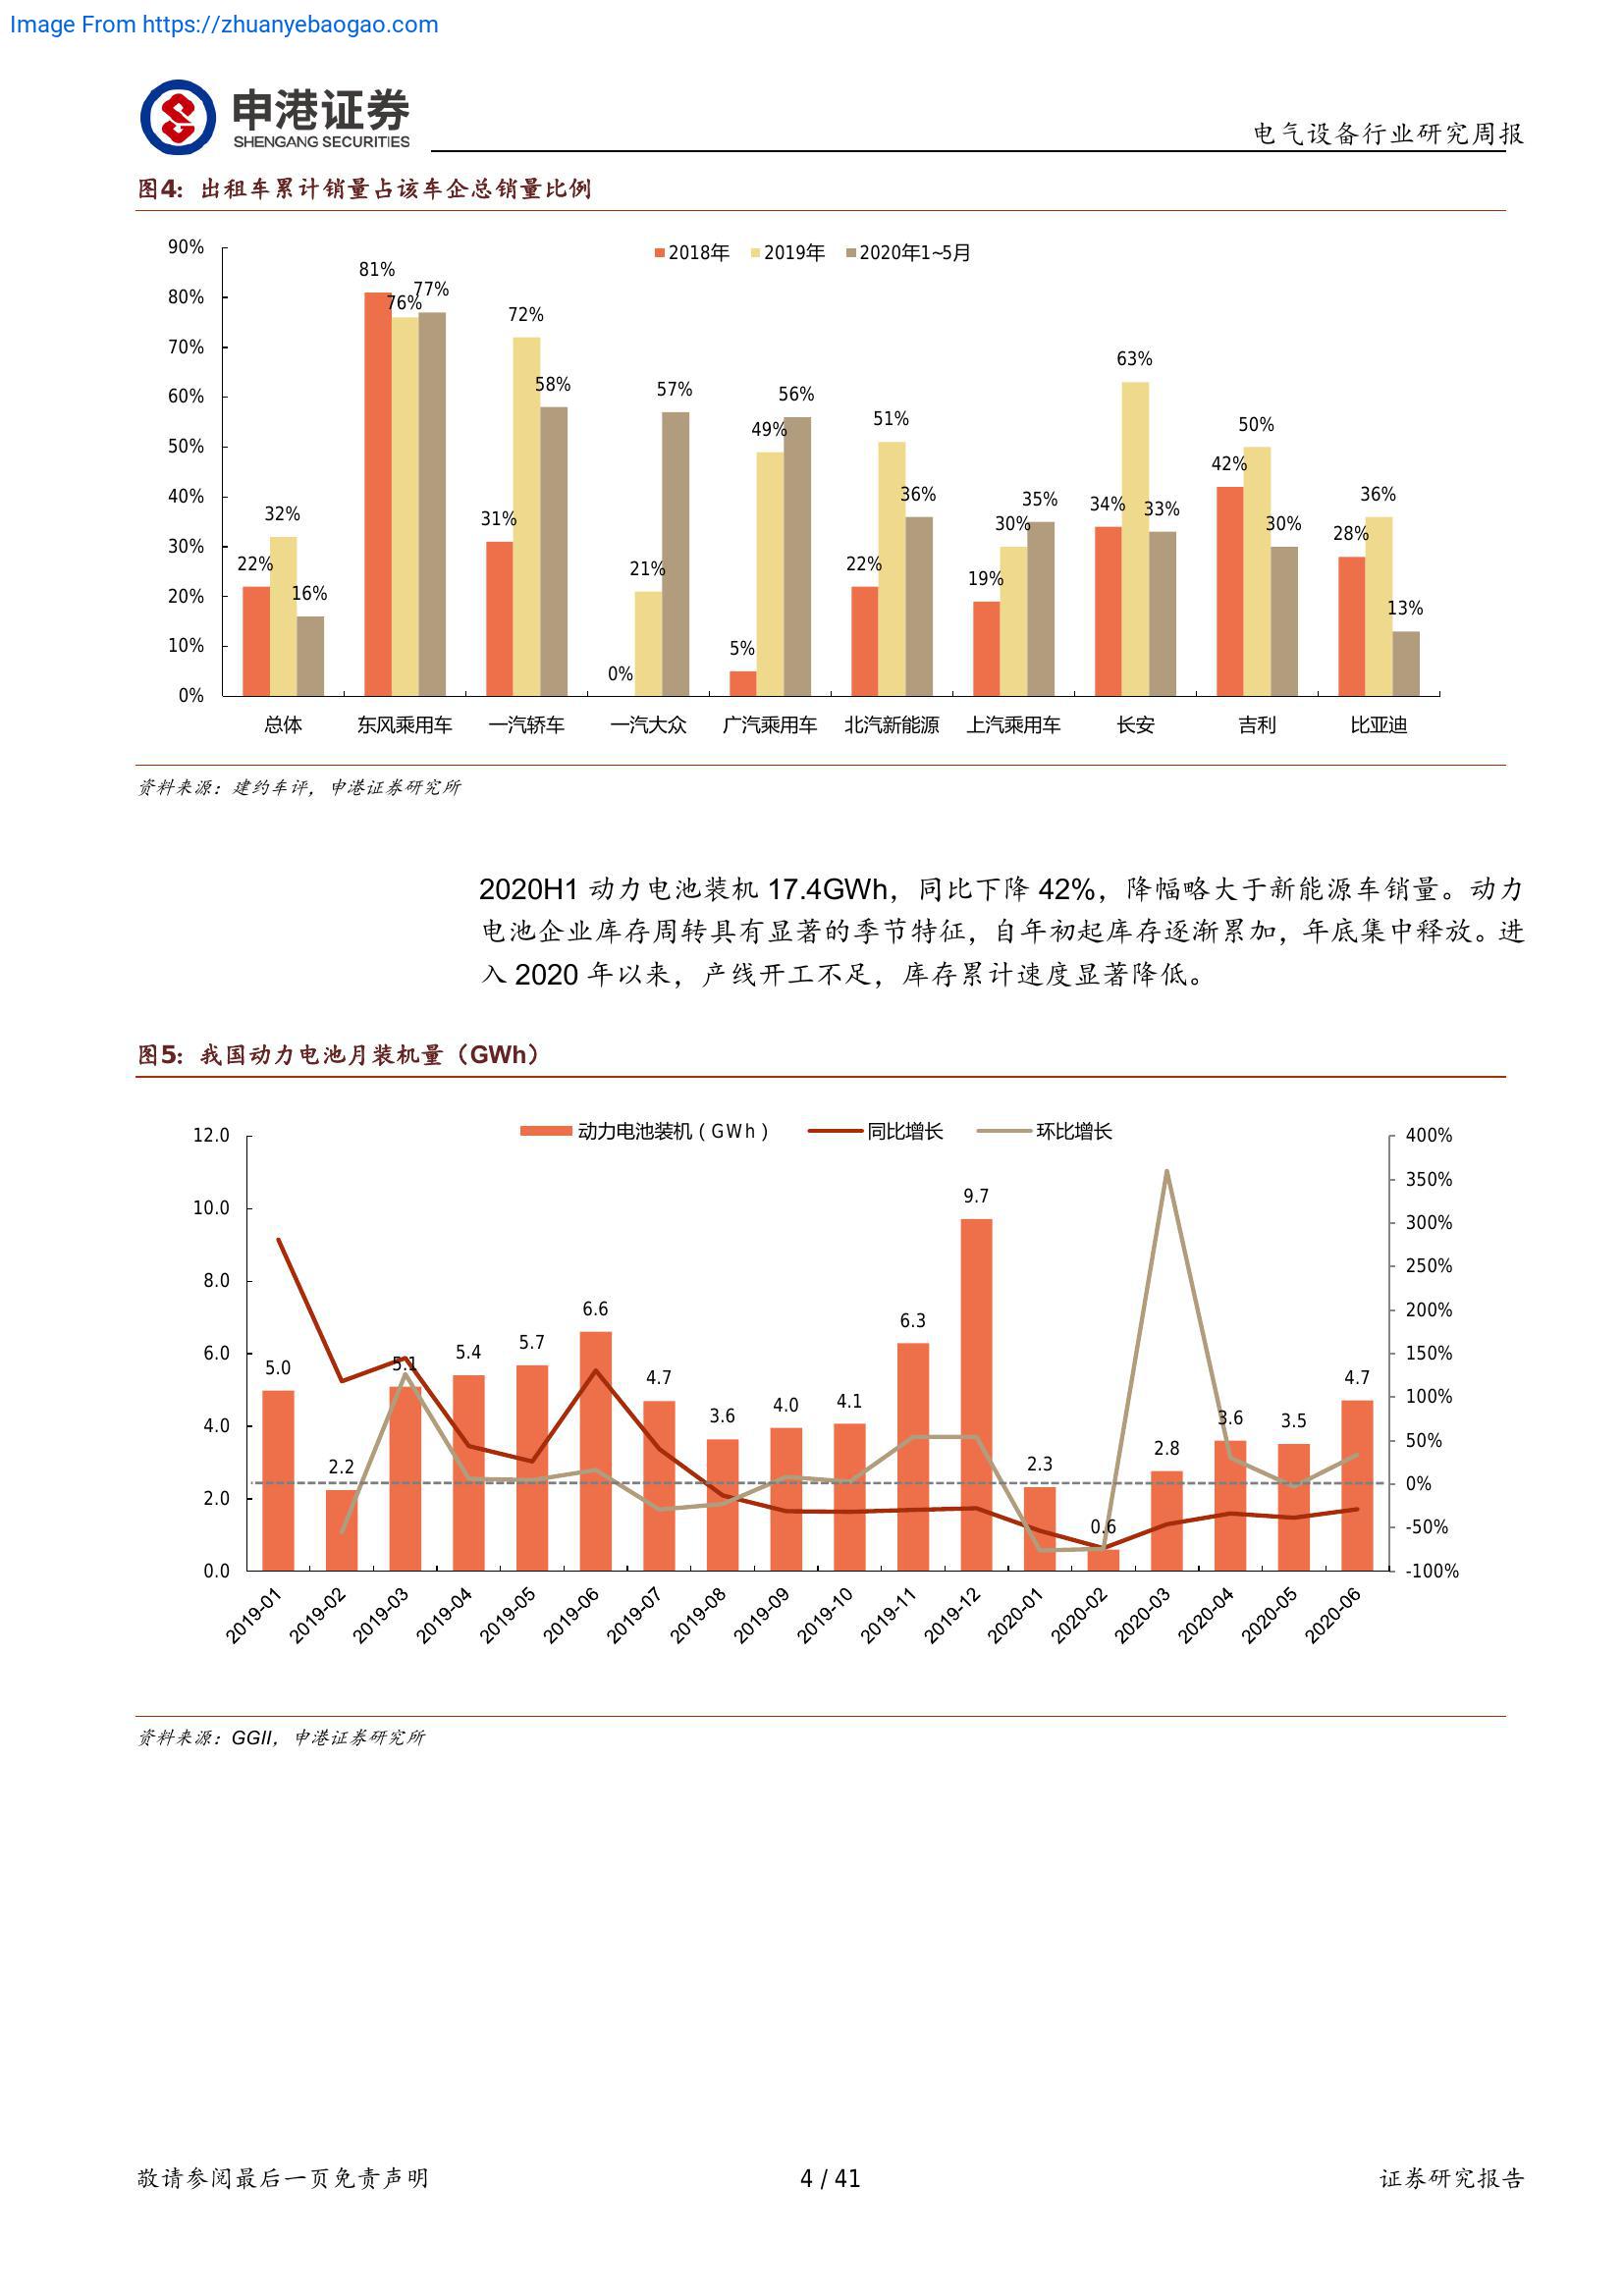 Image From https://zhuanyebaogao.com
申港证券
SHENGANG SECURITIES
电气设备行业研究周报
图4：出租车累计销量占该车企总销量比例
2018年 2019年 2020年1~5月
90%
80%
70%
60%
50%
40%
30%
20%
10%
0%
22% 32% 16%
81% 76% 77%
31% 72% 58%
0% 21% 57%
5% 49% 56%
22% 51% 36%
19% 30% 35%
34% 63% 33%
42% 50% 30%
28% 36% 13%
总体 东风乘用车 一汽轿车 一汽大众 广汽乘用车 北汽新能源 上汽乘用车 长安 吉利 比亚迪
资料来源：建约车评，申港证券研究所
2020H1 动力电池装机 17.4GWh，同比下降 42%，降幅略大于新能源车销量。动力
电池企业库存周转具有显著的季节特征，自年初起库存逐渐累加，年底集中释放。进
入 2020 年以来，产线开工不足，库存累计速度显著降低。
图5：我国动力电池月装机量（GWh）
动力电池装机（GWh） 同比增长 环比增长
12.0
10.0
8.0
6.0
4.0
2.0
0.0
5.0 2.2 5.1 5.4 5.7 6.6 4.7 3.6 4.0 4.1 6.3 9.7 2.3 0.6 2.8 3.6 3.5 4.7
400%
350%
300%
250%
200%
150%
100%
50%
0%
-50%
-100%
2019-01 2019-02 2019-03 2019-04 2019-05 2019-06 2019-07 2019-08 2019-09 2019-10 2019-11 2019-12 2020-01 2020-02 2020-03 2020-04 2020-05 2020-06
资料来源：GGII，申港证券研究所
敬请参阅最后一页免责声明
4 / 41
证券研究报告